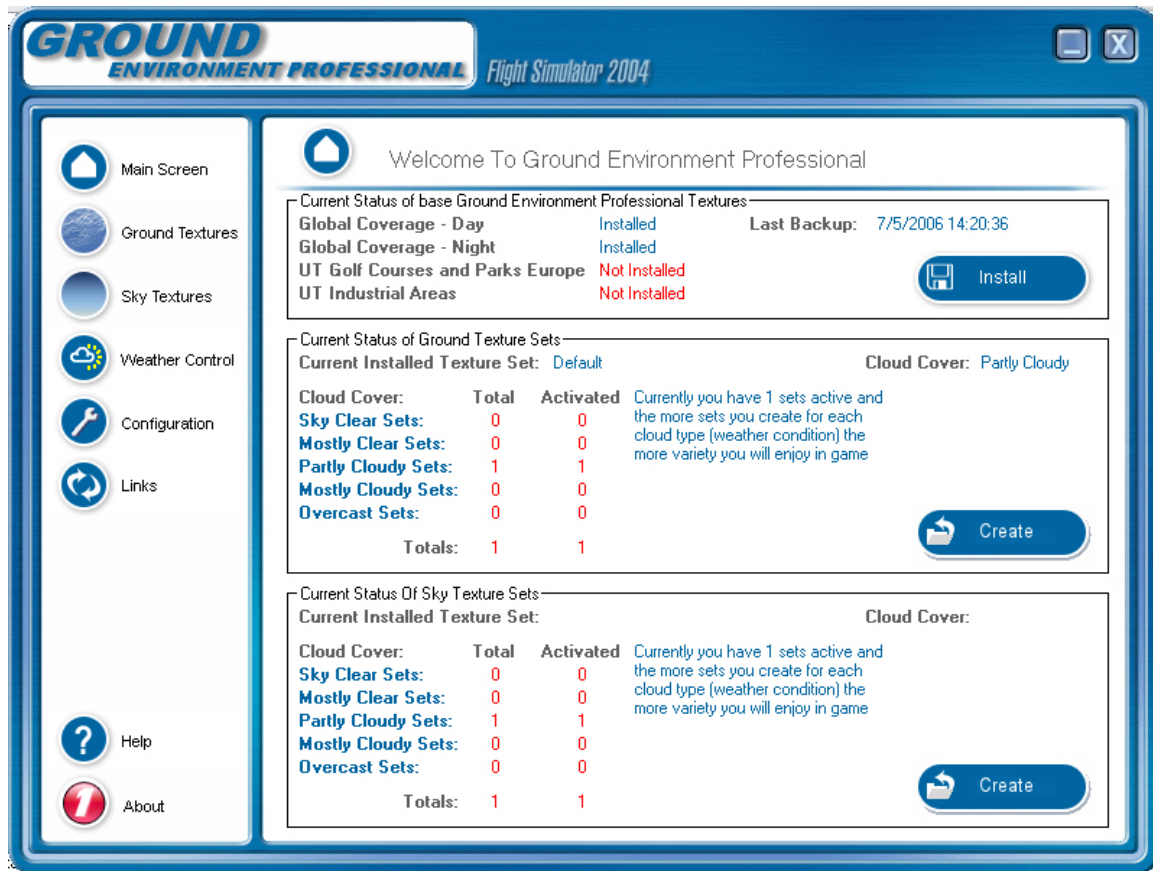 GROUND
ENVIRONMENT PROFESSIONAL
Flight Simulator 2004
X
Main Screen
Ground Textures
Sky Textures
Weather Control
Configuration
Links
? Help
1 About
Welcome To Ground Environment Professional
Current Status of base Ground Environment Professional Textures
Global Coverage - Day Installed Last Backup: 7/5/2006 14:20:36
Global Coverage - Night Installed
UT Golf Courses and Parks Europe Not Installed
UT Industrial Areas Not Installed
Install
Current Status of Ground Texture Sets
Current Installed Texture Set: Default Cloud Cover: Partly Cloudy
Cloud Cover: Total Activated
Sky Clear Sets: 0 0
Mostly Clear Sets: 0 0
Partly Cloudy Sets: 1 1
Mostly Cloudy Sets: 0 0
Overcast Sets: 0 0
Totals: 1 1
Currently you have 1 sets active and
the more sets you create for each
cloud type (weather condition) the
more variety you will enjoy in game
Create
Current Status Of Sky Texture Sets
Current Installed Texture Set: Cloud Cover:
Cloud Cover: Total Activated
Sky Clear Sets: 0 0
Mostly Clear Sets: 0 0
Partly Cloudy Sets: 1 1
Mostly Cloudy Sets: 0 0
Overcast Sets: 0 0
Totals: 1 1
Currently you have 1 sets active and
the more sets you create for each
cloud type (weather condition) the
more variety you will enjoy in game
Create